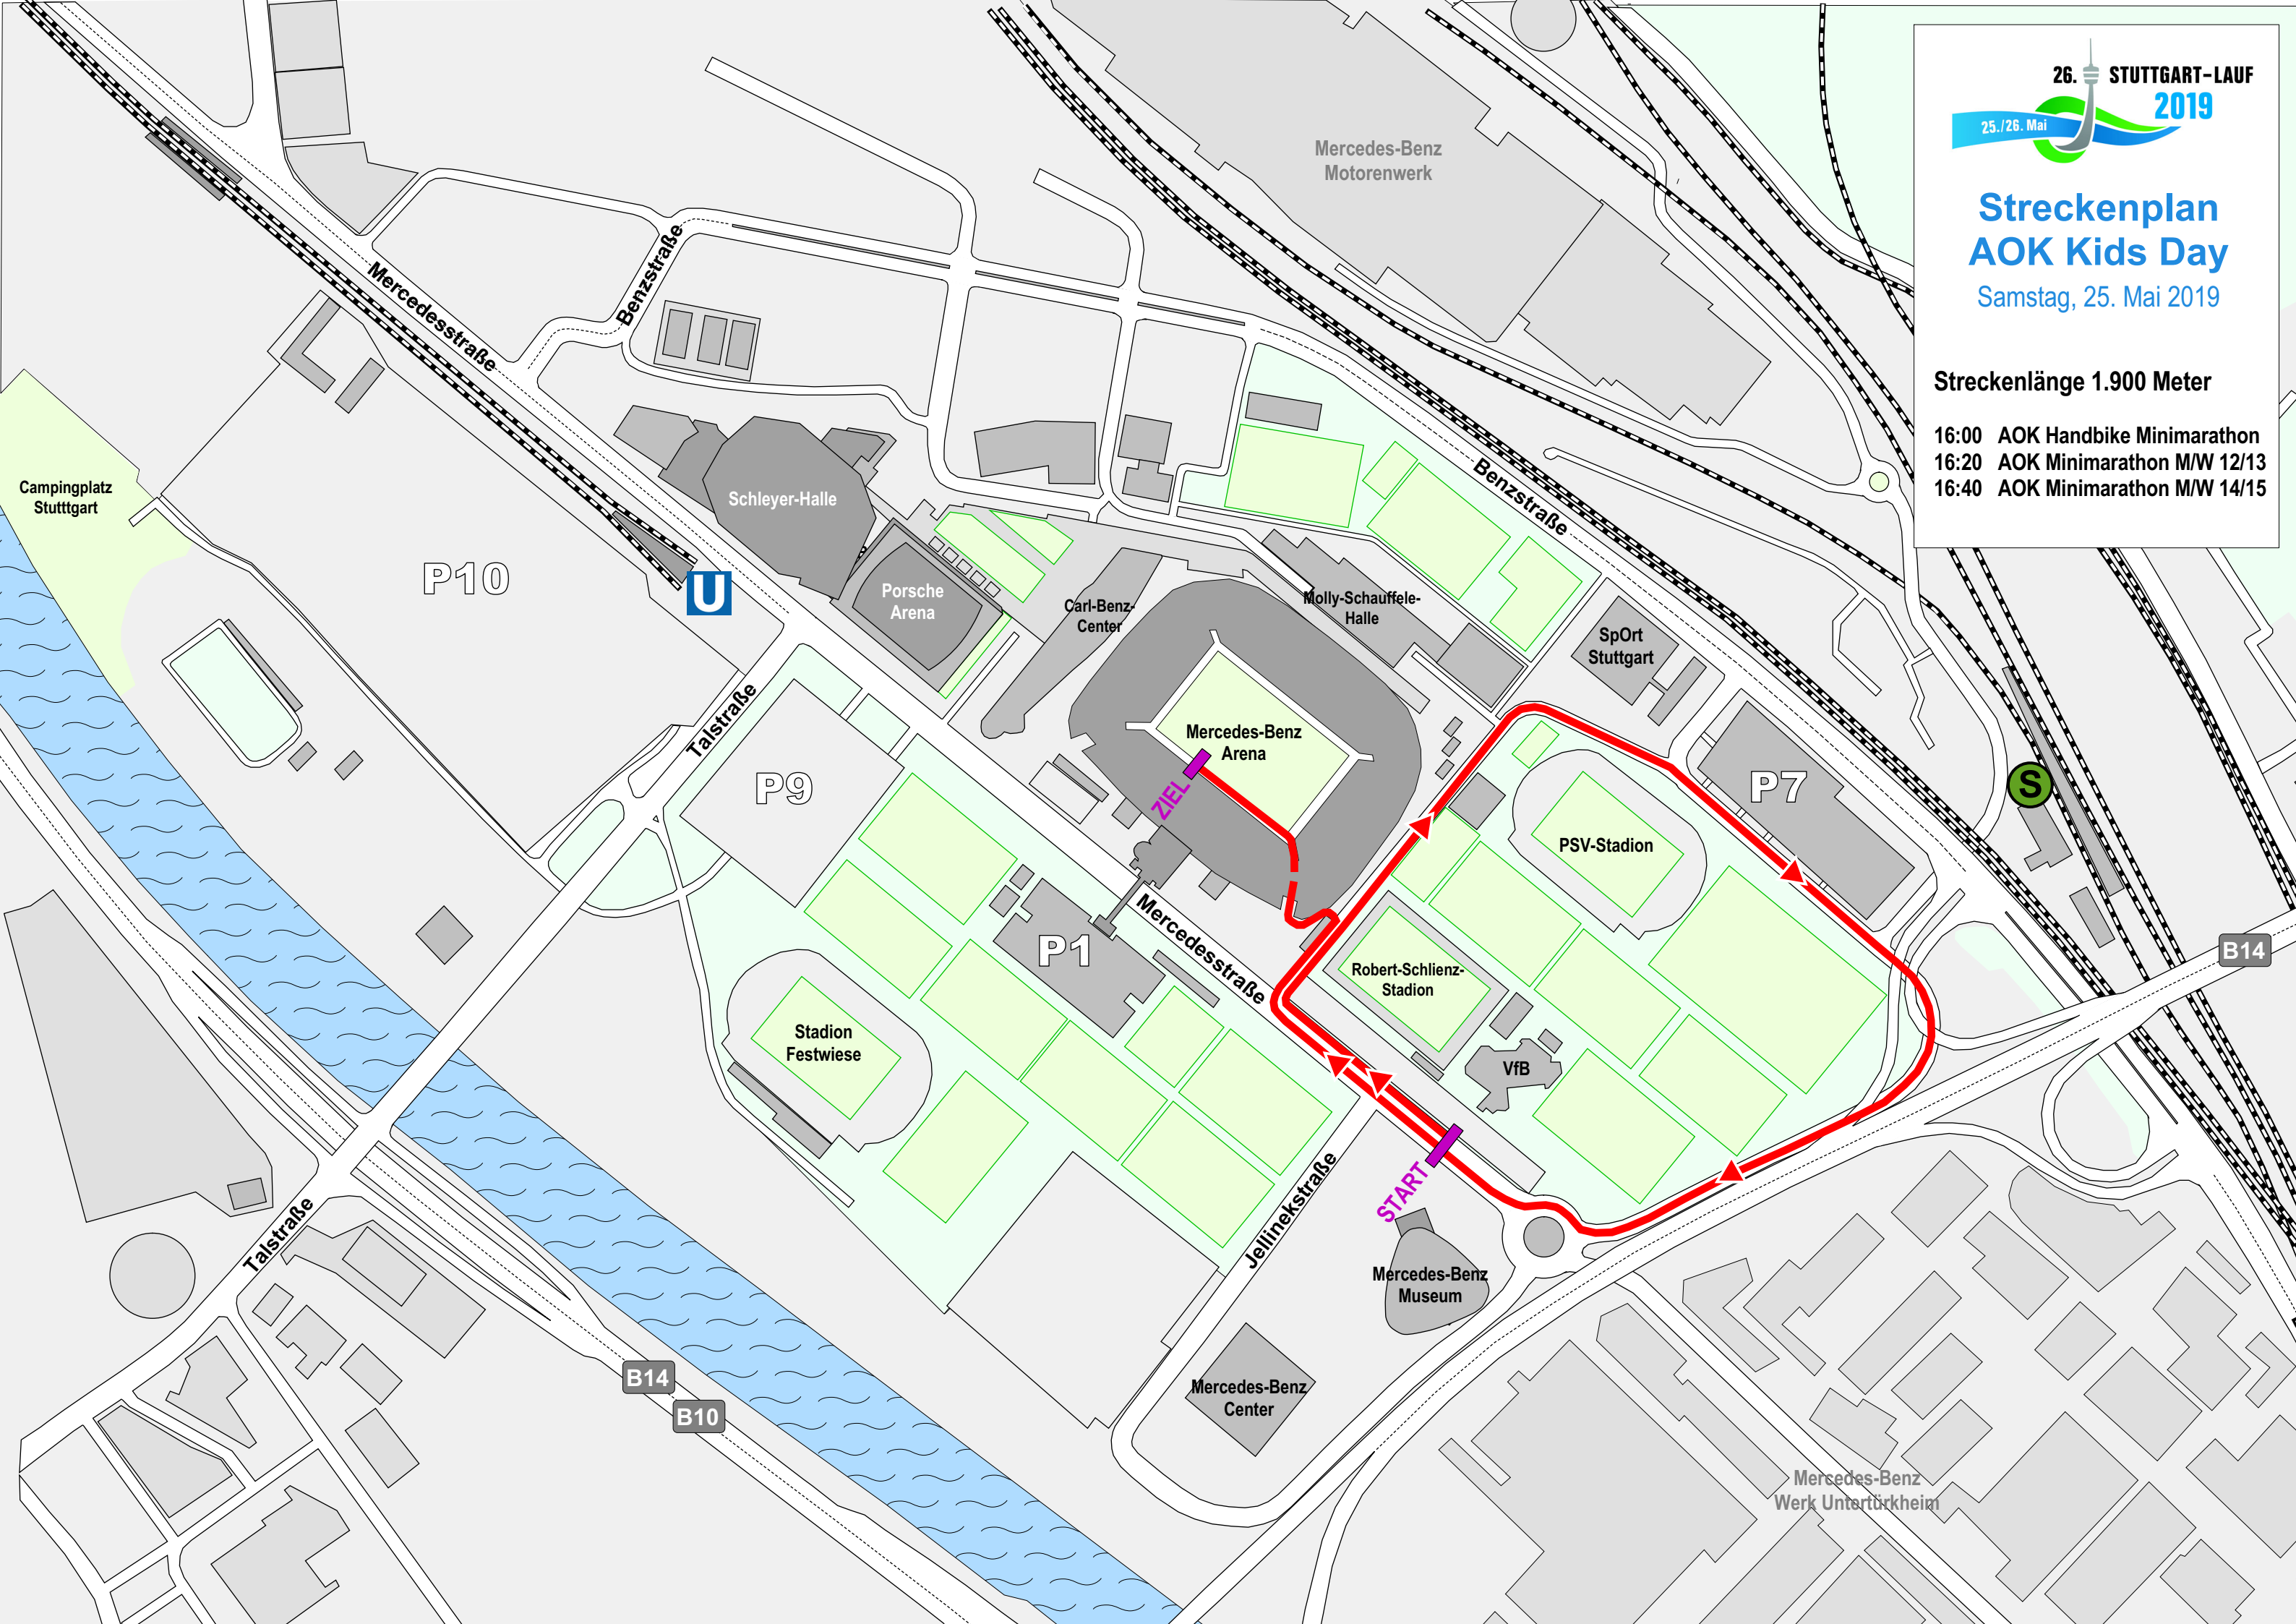 26. STUTTGART-LAUF
2019
25./26. Mai
Streckenplan
AOK Kids Day
Samstag, 25. Mai 2019
Streckenlänge 1.900 Meter
16:00 AOK Handbike Minimarathon
16:20 AOK Minimarathon M/W 12/13
16:40 AOK Minimarathon M/W 14/15
Mercedes-Benz
Motorenwerk
Mercedesstraße
Benzstraße
Benzstraße
Campingplatz
Stutttgart
P10
U
Schleyer-Halle
Porsche
Arena
Carl-Benz-
Center
Molly-Schauffele-
Halle
SpOrt
Stuttgart
Talstraße
P9
Mercedes-Benz
Arena
ZIEL
P7
S
PSV-Stadion
P1
Mercedesstraße
Robert-Schlienz-
Stadion
B14
Stadion
Festwiese
VfB
START
Jellinekstraße
Talstraße
Mercedes-Benz
Museum
Mercedes-Benz
Center
B14
B10
Mercedes-Benz
Werk Untertürkheim